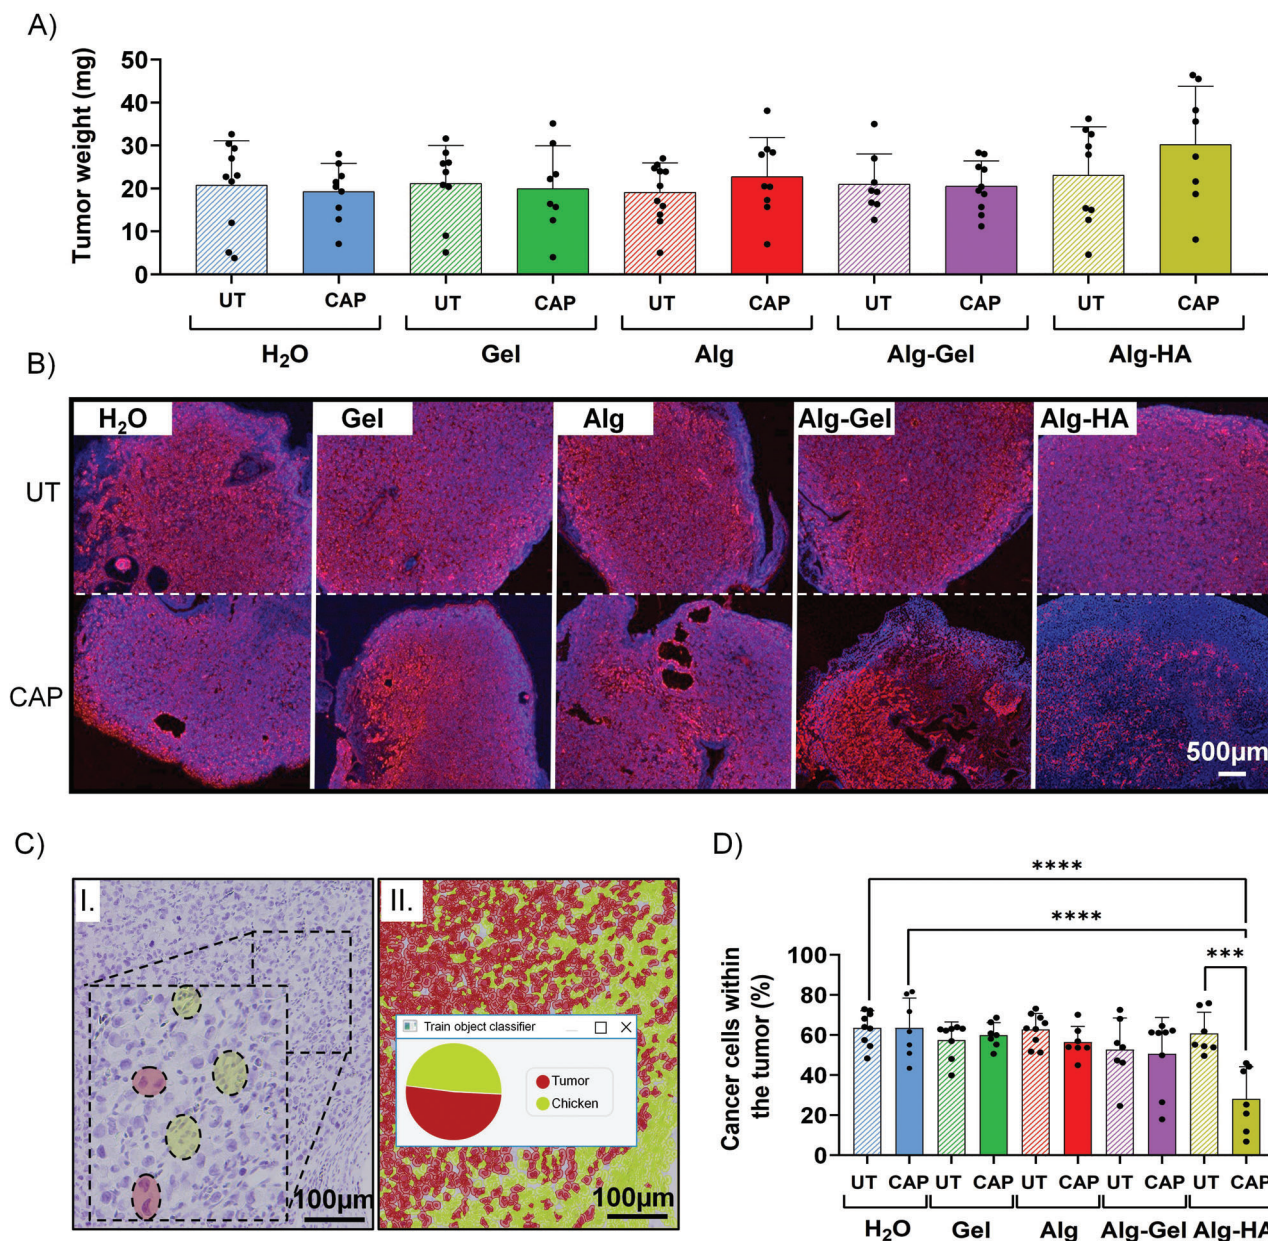 A)
Tumor weight (mg)
50
40
30
20
10
0
UT CAP UT CAP UT CAP UT CAP UT CAP
H₂O Gel Alg Alg-Gel Alg-HA
B)
H₂O Gel Alg Alg-Gel Alg-HA
UT
CAP
500µm
C)
I.
100µm
II.
Train object classifier
Tumor
Chicken
100µm
D)
****
****
***
Cancer cells within
the tumor (%)
100
80
60
40
20
0
UT CAP UT CAP UT CAP UT CAP UT CAP
H₂O Gel Alg Alg-Gel Alg-HA